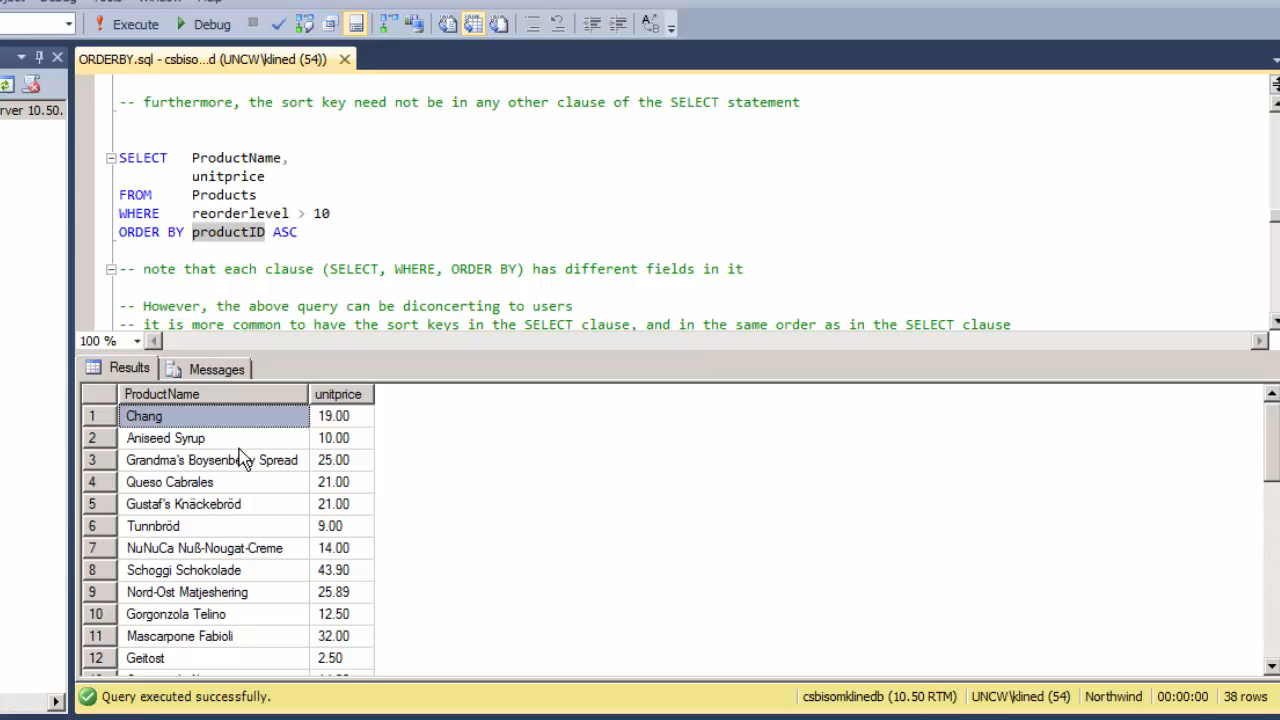 Execute Debug
ORDERBY.sql - csbiso...d (UNCW\klined (54))
rver 10.50.
-- furthermore, the sort key need not be in any other clause of the SELECT statement
SELECT ProductName,
unitprice
FROM Products
WHERE reorderlevel > 10
ORDER BY productID ASC
-- note that each clause (SELECT, WHERE, ORDER BY) has different fields in it
-- However, the above query can be diconcerting to users
-- it is more common to have the sort keys in the SELECT clause, and in the same order as in the SELECT clause
100 %
Results Messages
ProductName unitprice
1 Chang 19.00
2 Aniseed Syrup 10.00
3 Grandma's Boysenberry Spread 25.00
4 Queso Cabrales 21.00
5 Gustaf's Knäckebröd 21.00
6 Tunnbröd 9.00
7 NuNuCa Nuß-Nougat-Creme 14.00
8 Schoggi Schokolade 43.90
9 Nord-Ost Matjeshering 25.89
10 Gorgonzola Telino 12.50
11 Mascarpone Fabioli 32.00
12 Geitost 2.50
Query executed successfully. csbisomklinedb (10.50 RTM) UNCW\klined (54) Northwind 00:00:00 38 rows